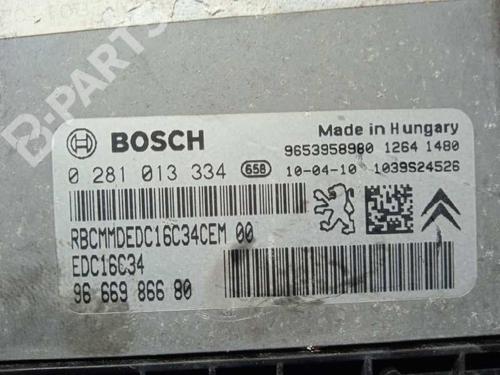 B-PARTS
BOSCH
Made in Hungary
9653958980 1264 1480
0 281 013 334 658 10-04-10 1039S24526
RBCMMDEDC16C34CEM 00
EDC16C34
96 669 866 80